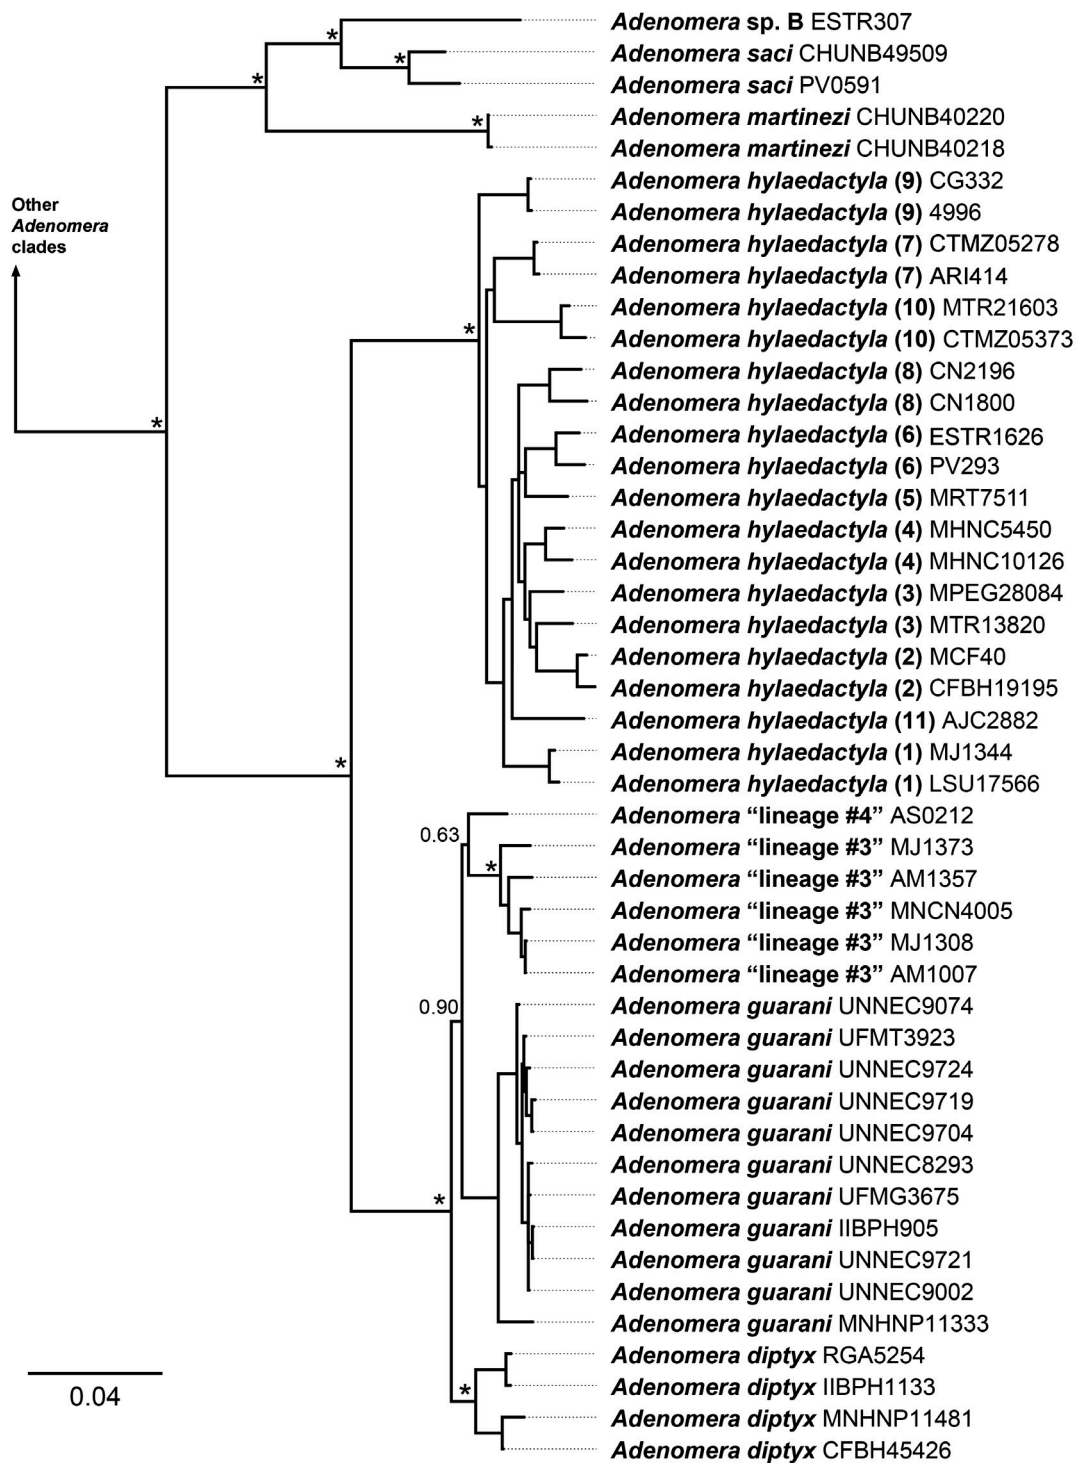 Adenomera sp. B ESTR307
Adenomera saci CHUNB49509
Adenomera saci PV0591
Adenomera martinezi CHUNB40220
Adenomera martinezi CHUNB40218
Adenomera hylaedactyla (9) CG332
Other
Adenomera
clades
Adenomera hylaedactyla (9) 4996
Adenomera hylaedactyla (7) CTMZ05278
Adenomera hylaedactyla (7) ARI414
Adenomera hylaedactyla (10) MTR21603
Adenomera hylaedactyla (10) CTMZ05373
Adenomera hylaedactyla (8) CN2196
Adenomera hylaedactyla (8) CN1800
Adenomera hylaedactyla (6) ESTR1626
Adenomera hylaedactyla (6) PV293
Adenomera hylaedactyla (5) MRT7511
Adenomera hylaedactyla (4) MHNC5450
Adenomera hylaedactyla (4) MHNC10126
Adenomera hylaedactyla (3) MPEG28084
Adenomera hylaedactyla (3) MTR13820
Adenomera hylaedactyla (2) MCF40
Adenomera hylaedactyla (2) CFBH19195
Adenomera hylaedactyla (11) AJC2882
Adenomera hylaedactyla (1) MJ1344
Adenomera hylaedactyla (1) LSU17566
Adenomera “lineage #4” AS0212
0.63
Adenomera “lineage #3” MJ1373
Adenomera “lineage #3” AM1357
Adenomera “lineage #3” MNCN4005
Adenomera “lineage #3” MJ1308
Adenomera “lineage #3” AM1007
0.90
Adenomera guarani UNNEC9074
Adenomera guarani UFMT3923
Adenomera guarani UNNEC9724
Adenomera guarani UNNEC9719
Adenomera guarani UNNEC9704
Adenomera guarani UNNEC8293
Adenomera guarani UFMG3675
Adenomera guarani IIBPH905
Adenomera guarani UNNEC9721
Adenomera guarani UNNEC9002
Adenomera guarani MNHNP11333
Adenomera diptyx RGA5254
Adenomera diptyx IIBPH1133
0.04
Adenomera diptyx MNHNP11481
Adenomera diptyx CFBH45426